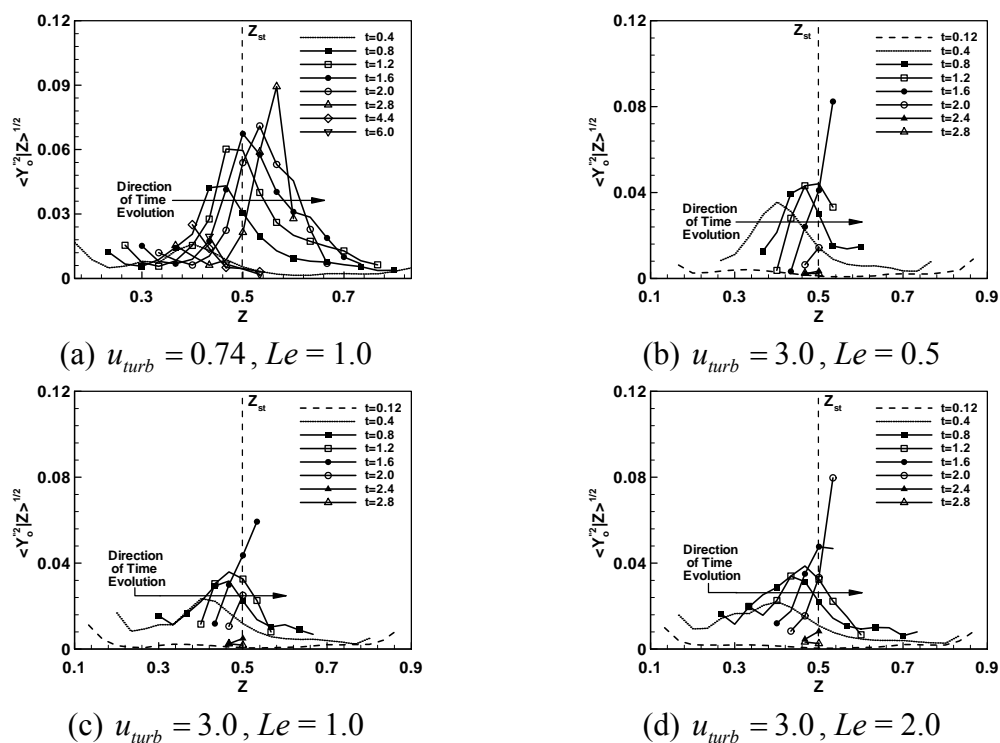 0.12
0.09
0.06
0.03
0
<Y''²ₒ|Z>^1/2
Z_st
t=0.4
t=0.8
t=1.2
t=1.6
t=2.0
t=2.8
t=4.4
t=6.0
Direction
of Time
Evolution
0.3 0.5 0.7
Z
(a) u_turb = 0.74, Le = 1.0
0.12
0.08
0.04
0
<Y''²ₒ|Z>^1/2
Z_st
t=0.12
t=0.4
t=0.8
t=1.2
t=1.6
t=2.0
t=2.4
t=2.8
Direction
of Time
Evolution
0.1 0.3 0.5 0.7 0.9
Z
(b) u_turb = 3.0, Le = 0.5
0.12
0.08
0.04
0
<Y''²ₒ|Z>^1/2
Z_st
t=0.12
t=0.4
t=0.8
t=1.2
t=1.6
t=2.0
t=2.4
t=2.8
Direction
of Time
Evolution
0.1 0.3 0.5 0.7 0.9
Z
(c) u_turb = 3.0, Le = 1.0
0.12
0.08
0.04
0
<Y''²ₒ|Z>^1/2
Z_st
t=0.12
t=0.4
t=0.8
t=1.2
t=1.6
t=2.0
t=2.4
t=2.8
Direction
of Time
Evolution
0.1 0.3 0.5 0.7 0.9
Z
(d) u_turb = 3.0, Le = 2.0